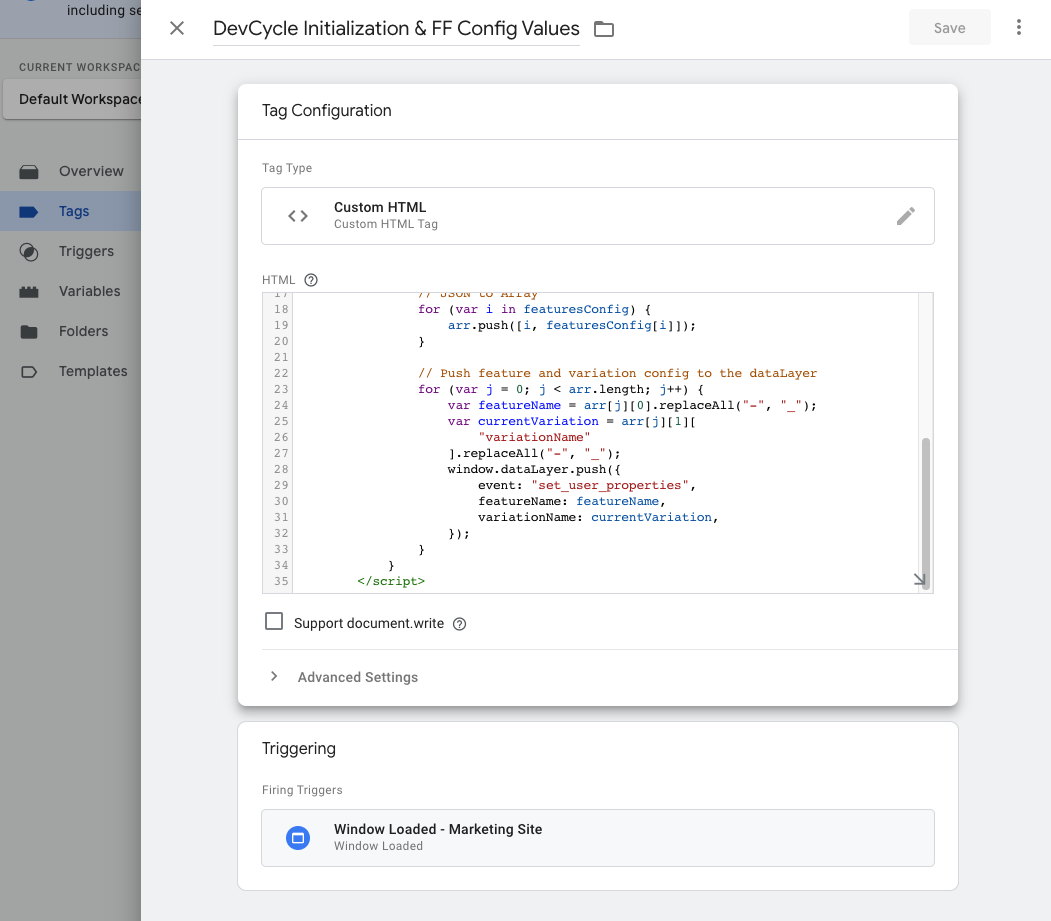 including se
DevCycle Initialization & FF Config Values
Save
CURRENT WORKSPAC
Default Workspace
Overview
Tags
Triggers
Variables
Folders
Templates
Tag Configuration
Tag Type
Custom HTML
Custom HTML Tag
HTML
17 // JSON to Array
18 for (var i in featuresConfig) {
19 arr.push([i, featuresConfig[i]]);
20 }
21
22 // Push feature and variation config to the dataLayer
23 for (var j = 0; j < arr.length; j++) {
24 var featureName = arr[j][0].replaceAll("-", "_");
25 var currentVariation = arr[j][1][
26 "variationName"
27 ].replaceAll("-", "_");
28 window.dataLayer.push({
29 event: "set_user_properties",
30 featureName: featureName,
31 variationName: currentVariation,
32 });
33 }
34 }
35 </script>
Support document.write
Advanced Settings
Triggering
Firing Triggers
Window Loaded - Marketing Site
Window Loaded